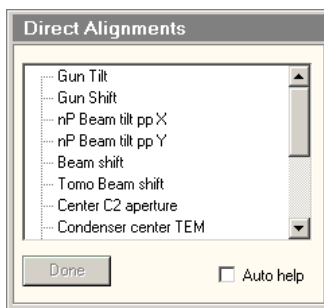 Direct Alignments
Gun Tilt
Gun Shift
nP Beam tilt pp X
nP Beam tilt pp Y
Beam shift
Tomo Beam shift
Center C2 aperture
Condenser center TEM
Done
Auto help